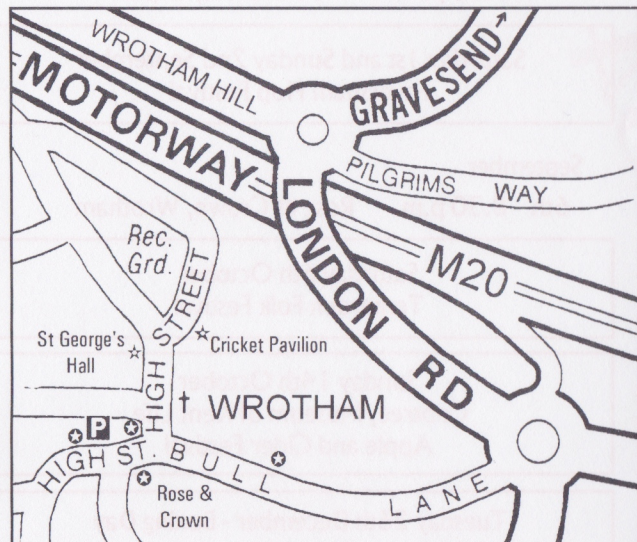 WROTHAM HILL
GRAVESEND
MOTORWAY
PILGRIMS WAY
LONDON RD
M20
Rec.
Grd.
HIGH STREET
St George's
Hall
Cricket Pavilion
WROTHAM
P
HIGH ST.
BULL LANE
Rose &
Crown